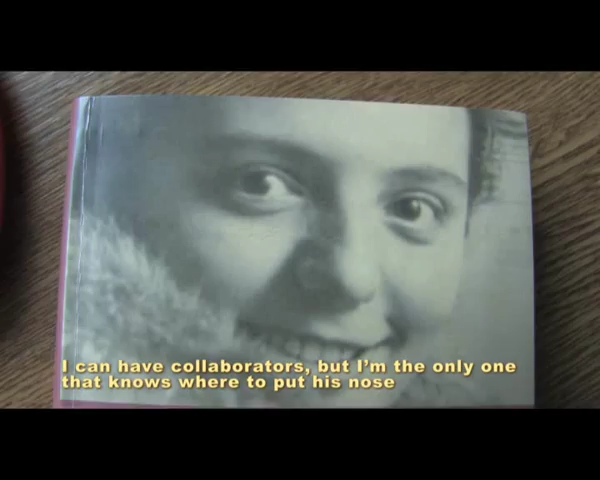 I can have collaborators, but I'm the only one
that knows where to put his nose